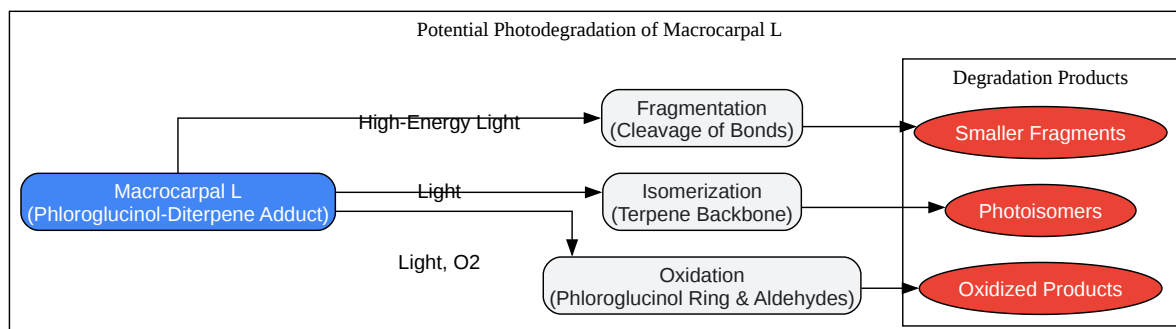 Potential Photodegradation of Macrocarpal L
Degradation Products
High-Energy Light
Fragmentation
(Cleavage of Bonds)
Smaller Fragments
Macrocarpal L
(Phloroglucinol-Diterpene Adduct)
Light
Isomerization
(Terpene Backbone)
Photoisomers
Light, O2
Oxidation
(Phloroglucinol Ring & Aldehydes)
Oxidized Products